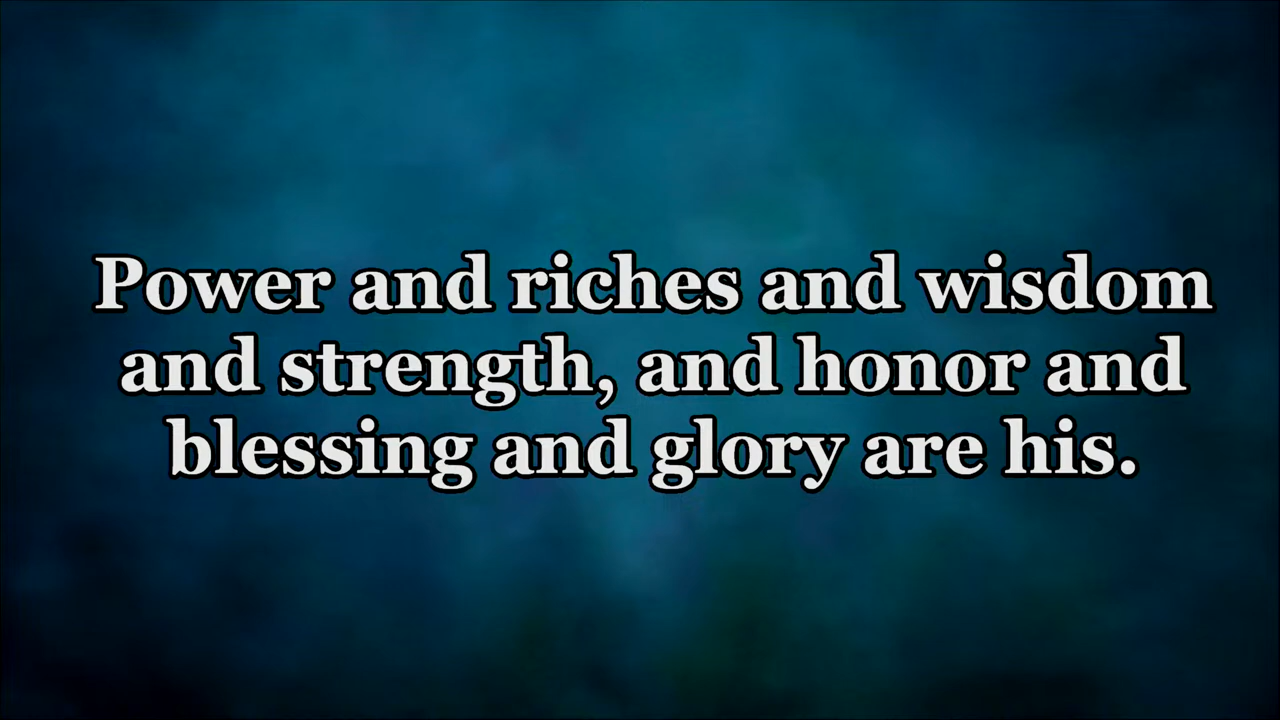 Power and riches and wisdom
and strength, and honor and
blessing and glory are his.